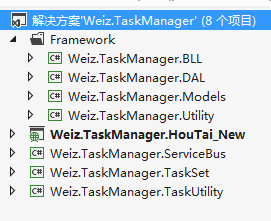 解决方案'Weiz.TaskManager' (8 个项目)
Framework
C# Weiz.TaskManager.BLL
C# Weiz.TaskManager.DAL
C# Weiz.TaskManager.Models
C# Weiz.TaskManager.Utility
Weiz.TaskManager.HouTai_New
C# Weiz.TaskManager.ServiceBus
C# Weiz.TaskManager.TaskSet
C# Weiz.TaskManager.TaskUtility